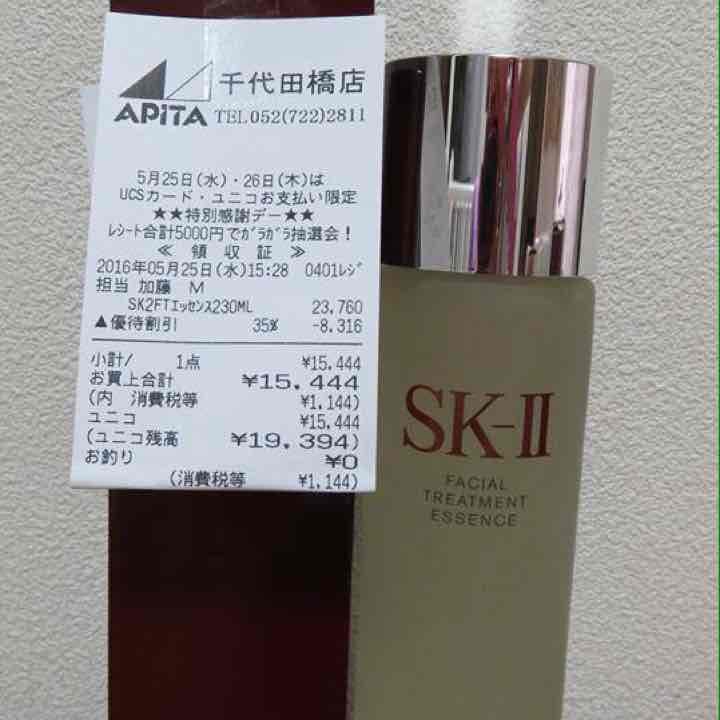 APiTA 千代田橋店
TEL052(722)2811
5月25日(水)・26日(木)は
UCSカード・ユニコお支払い限定
★★特別感謝デー★★
ﾚｼｰﾄ合計5000円でｶﾞﾗｶﾞﾗ抽選会!
≪ 領 収 証 ≫
2016年05月25日(水)15:28 0401ﾚｼﾞ
担当 加藤 M
SK2FTｴｯｾﾝｽ230ML 23,760
▲優待割引 35% -8,316
小計/ 1点 ¥15,444
お買上合計 ¥15,444
(内 消費税等 ¥1,144)
ユニコ ¥15,444
(ユニコ残高 ¥19,394)
お釣り ¥0
(消費税等 ¥1,144)
SK-II
FACIAL
TREATMENT
ESSENCE